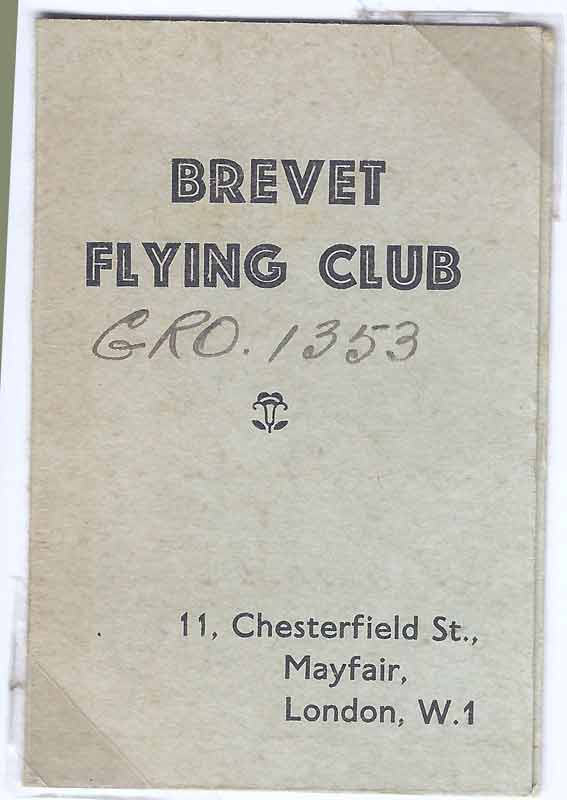 BREVET
FLYING CLUB
GRO. 1353
11, Chesterfield St.,
Mayfair,
London, W.1